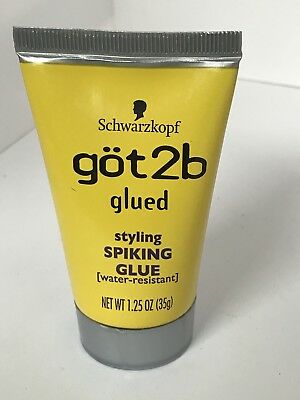 Schwarzkopf
göt2b
glued
styling
SPIKING
GLUE
[water-resistant]
NET WT 1.25 OZ (35g)